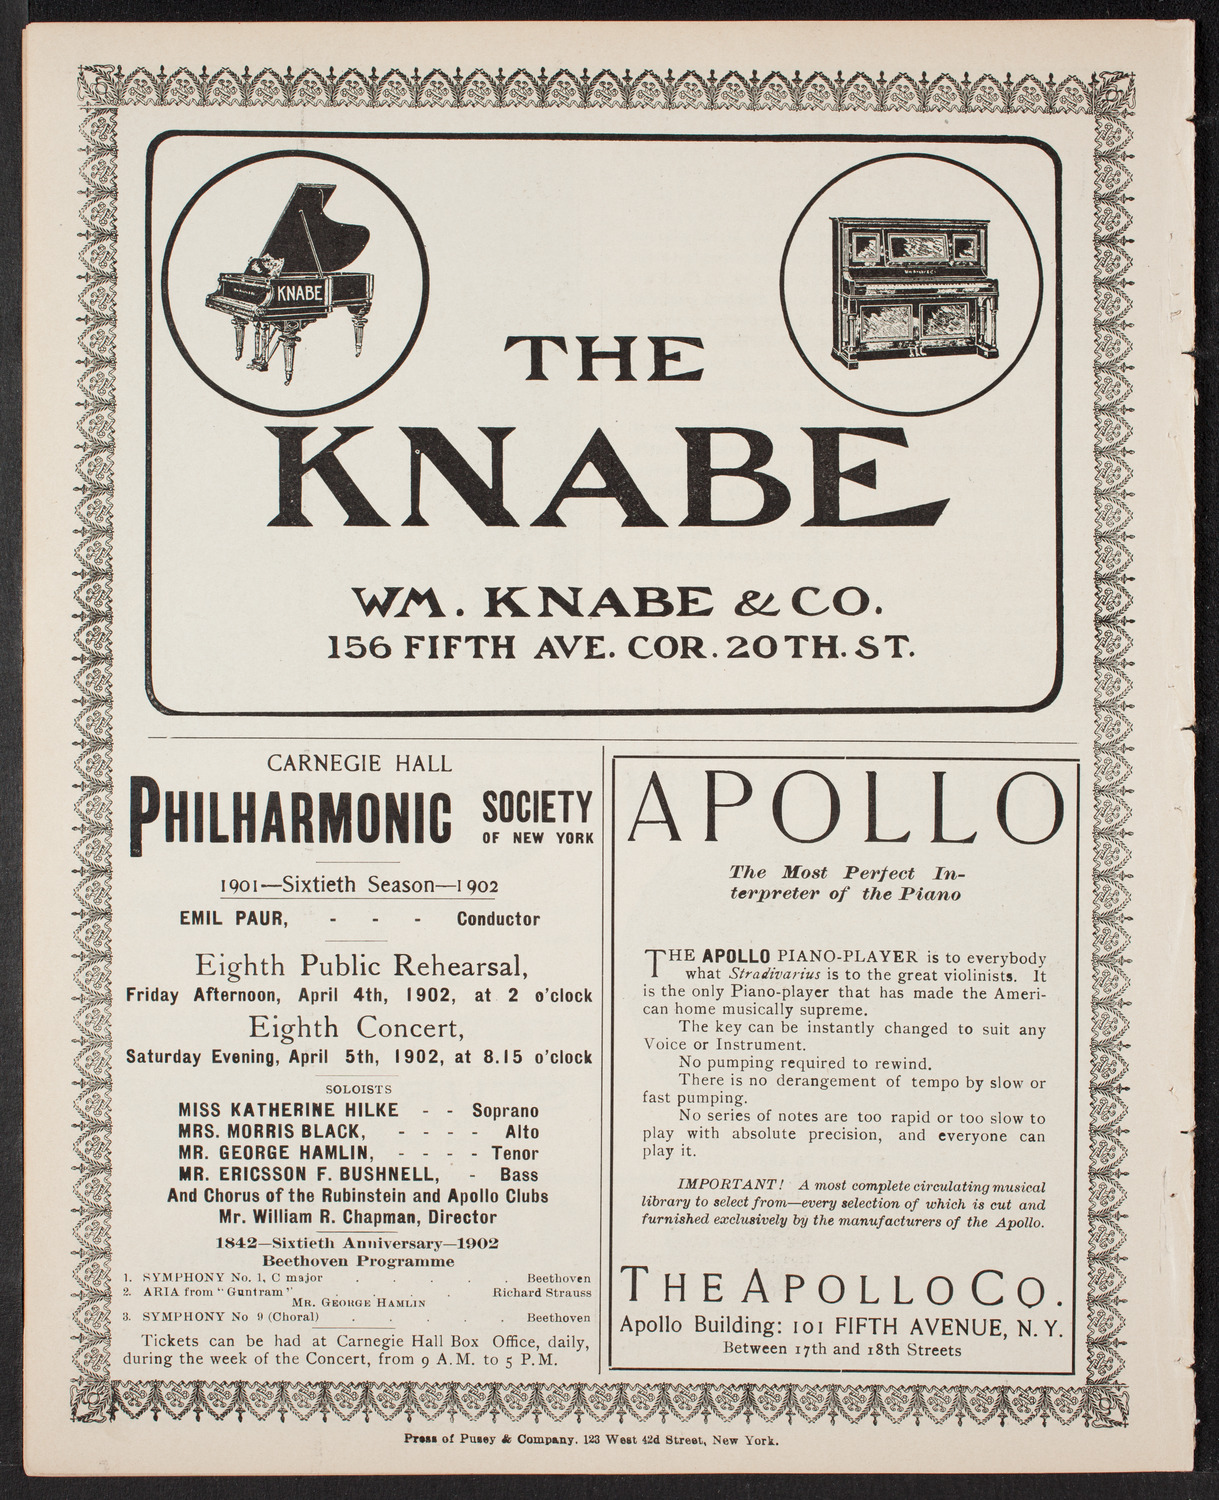 KNABE
Wm. Knabe & Co.
THE
KNABE
WM. KNABE & CO.
156 FIFTH AVE. COR. 20TH. ST.
CARNEGIE HALL
PHILHARMONIC SOCIETY
OF NEW YORK
1901—Sixtieth Season—1902
EMIL PAUR, - - - Conductor
Eighth Public Rehearsal,
Friday Afternoon, April 4th, 1902, at 2 o'clock
Eighth Concert,
Saturday Evening, April 5th, 1902, at 8.15 o'clock
SOLOISTS
MISS KATHERINE HILKE - - Soprano
MRS. MORRIS BLACK, - - - - Alto
MR. GEORGE HAMLIN, - - - - Tenor
MR. ERICSSON F. BUSHNELL, - Bass
And Chorus of the Rubinstein and Apollo Clubs
Mr. William R. Chapman, Director
1842—Sixtieth Anniversary—1902
Beethoven Programme
1. SYMPHONY No. 1, C major . . . . . Beethoven
2. ARIA from "Guntram" . . . Richard Strauss
MR. GEORGE HAMLIN
3. SYMPHONY No 9 (Choral) . . . . . Beethoven
Tickets can be had at Carnegie Hall Box Office, daily,
during the week of the Concert, from 9 A.M. to 5 P.M.
APOLLO
The Most Perfect In-
terpreter of the Piano
THE APOLLO PIANO-PLAYER is to everybody
what Stradivarius is to the great violinists. It
is the only Piano-player that has made the Ameri-
can home musically supreme.
The key can be instantly changed to suit any
Voice or Instrument.
No pumping required to rewind.
There is no derangement of tempo by slow or
fast pumping.
No series of notes are too rapid or too slow to
play with absolute precision, and everyone can
play it.
IMPORTANT! A most complete circulating musical
library to select from—every selection of which is cut and
furnished exclusively by the manufacturers of the Apollo.
THE APOLLO CO.
Apollo Building: 101 FIFTH AVENUE, N.Y.
Between 17th and 18th Streets
Press of Pusey & Company, 123 West 42d Street, New York.